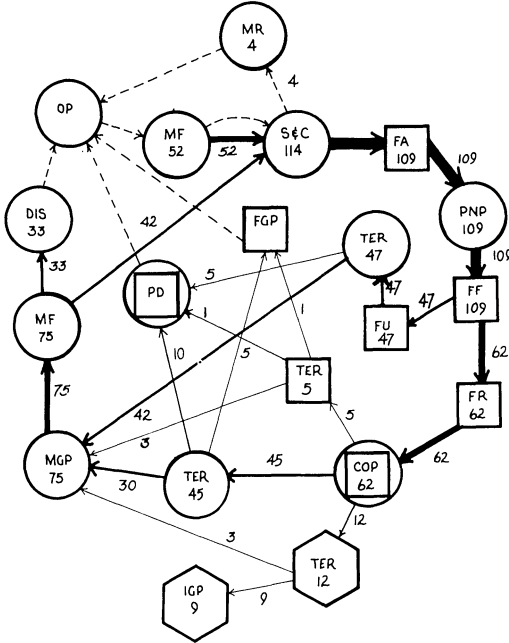 MR
4
4
OP
MF
52
52
S&C
114
FA
109
109
DIS
33
42
FGP
TER
47
PNP
109
109
33
5
47
FF
109
PD
1
1
FU
47
47
MF
75
10
5
62
TER
5
FR
62
75
42
3
5
62
MGP
75
30
TER
45
45
COP
62
12
3
TER
12
IGP
9
9